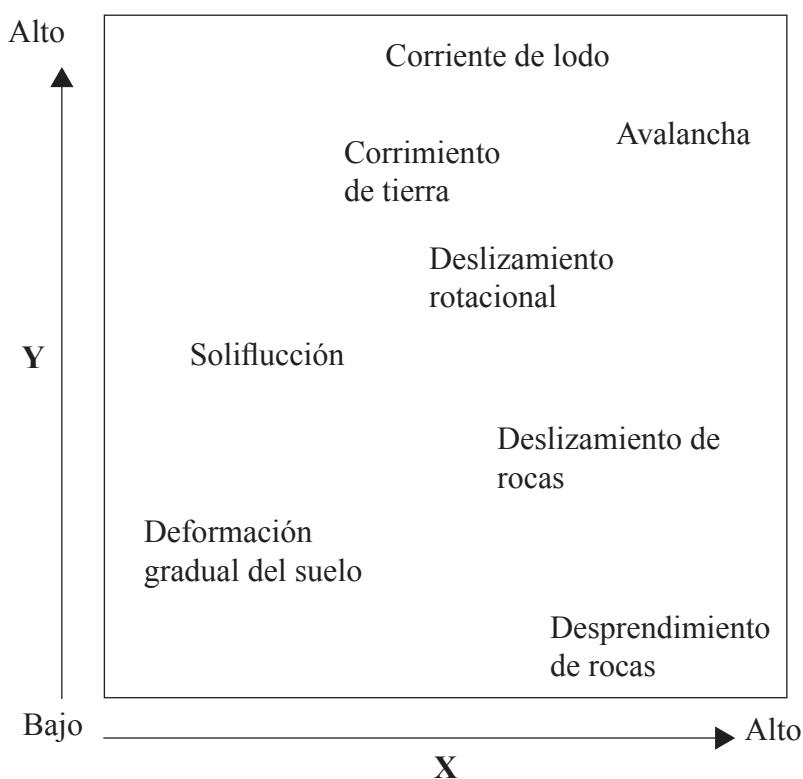 Alto
Corriente de lodo
Avalancha
Corrimiento
de tierra
Deslizamiento
rotacional
Y
Soliflucción
Deslizamiento de
rocas
Deformación
gradual del suelo
Desprendimiento
de rocas
Bajo
Alto
X